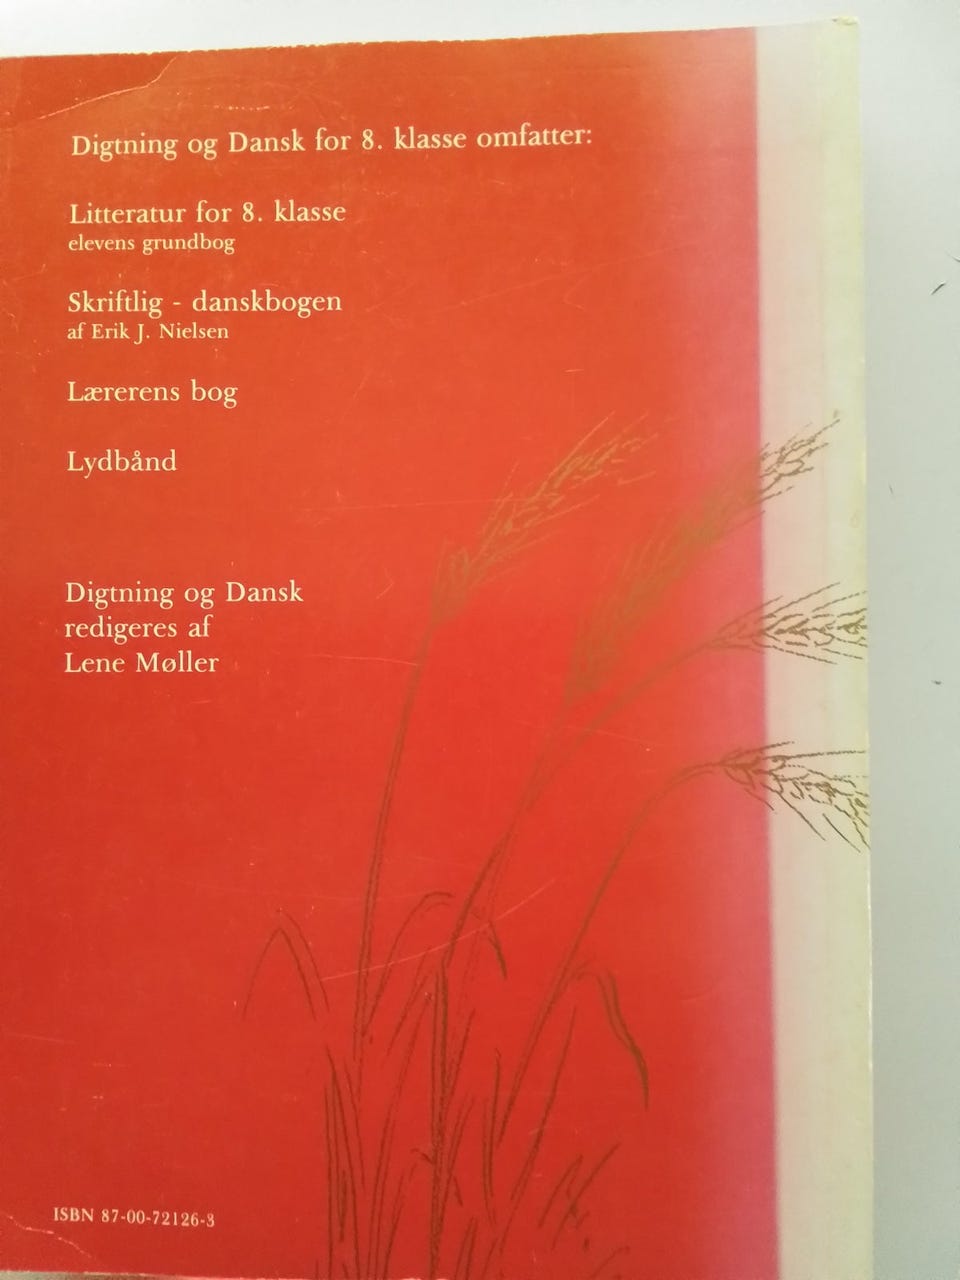 Digtning og Dansk for 8. klasse omfatter:
Litteratur for 8. klasse
elevens grundbog
Skriftlig - danskbogen
af Erik J. Nielsen
Lærerens bog
Lydbånd
Digtning og Dansk
redigeres af
Lene Møller
ISBN 87-00-72126-3